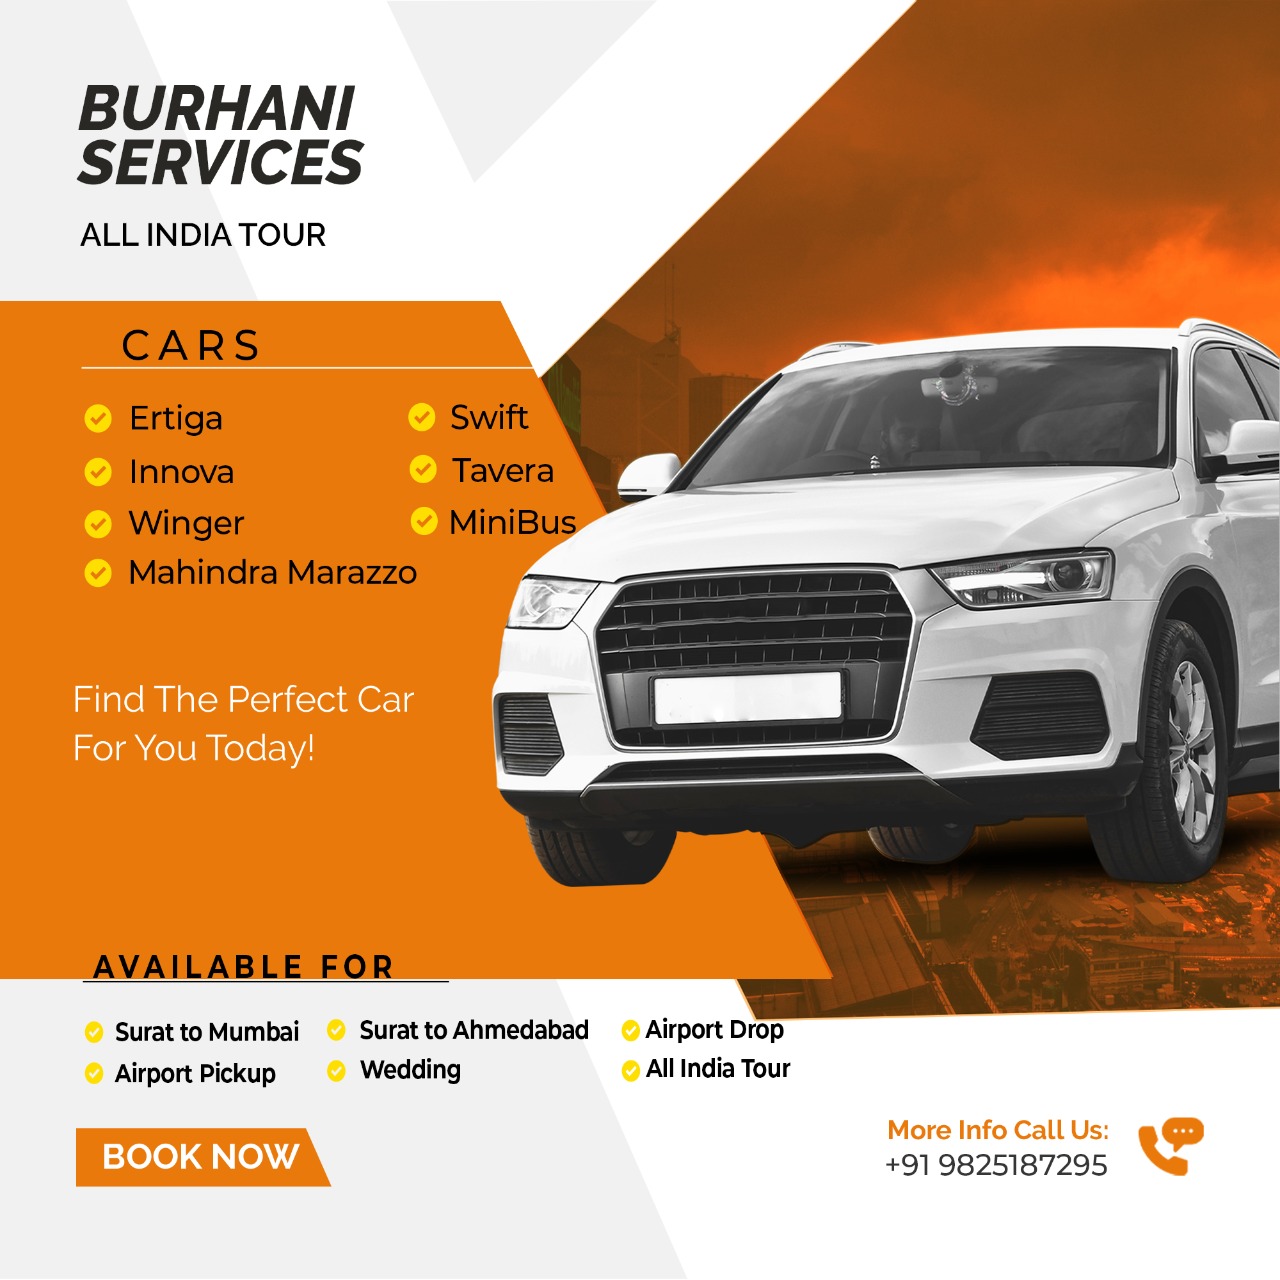 BURHANI
SERVICES
ALL INDIA TOUR
CARS
Ertiga
Swift
Innova
Tavera
Winger
MiniBus
Mahindra Marazzo
Find The Perfect Car
For You Today!
AVAILABLE FOR
Surat to Mumbai
Surat to Ahmedabad
Airport Drop
Airport Pickup
Wedding
All India Tour
BOOK NOW
More Info Call Us:
+91 9825187295